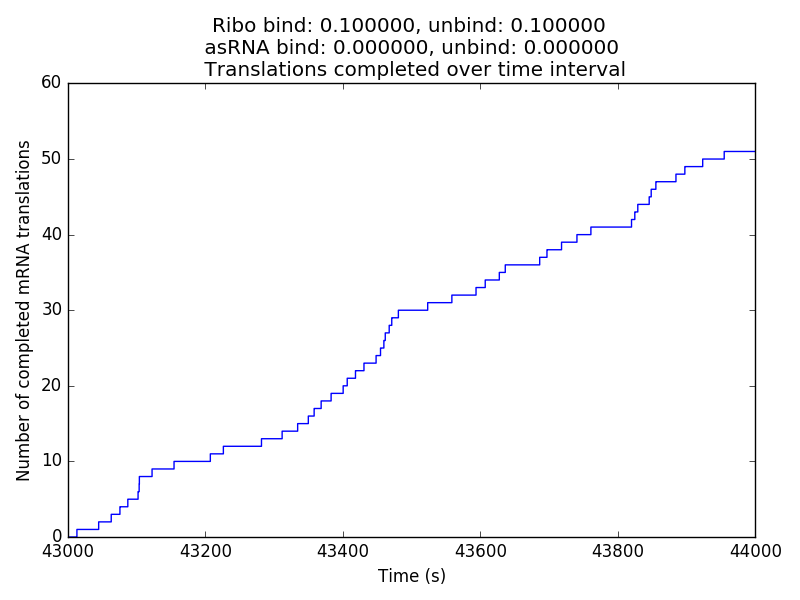 Ribo bind: 0.100000, unbind: 0.100000
asRNA bind: 0.000000, unbind: 0.000000
Translations completed over time interval
Number of completed mRNA translations
60
50
40
30
20
10
0
43000 43200 43400 43600 43800 44000
Time (s)